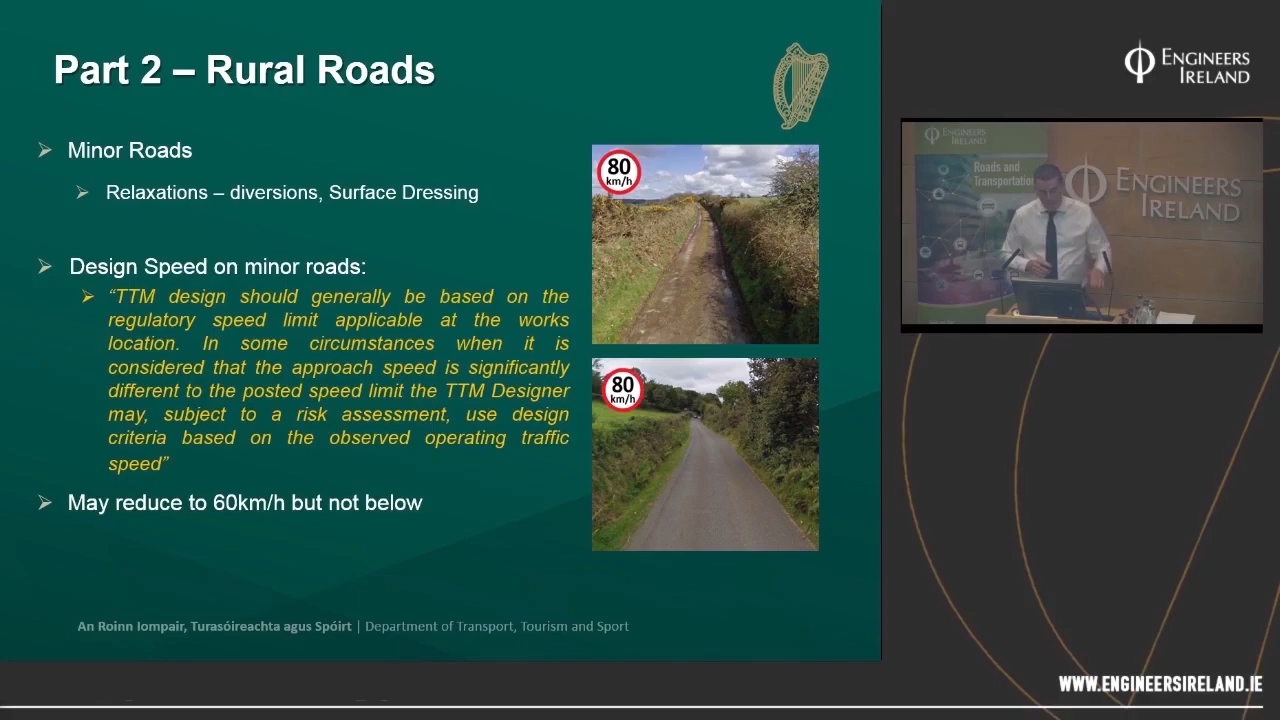 Part 2 – Rural Roads
Minor Roads
Relaxations – diversions, Surface Dressing
Design Speed on minor roads:
“TTM design should generally be based on the
regulatory speed limit applicable at the works
location. In some circumstances when it is
considered that the approach speed is significantly
different to the posted speed limit the TTM Designer
may, subject to a risk assessment, use design
criteria based on the observed operating traffic
speed”
May reduce to 60km/h but not below
80
km/h
80
km/h
An Roinn Iompair, Turasóireachta agus Spóirt | Department of Transport, Tourism and Sport
ENGINEERS
IRELAND
ENGINEERS
IRELAND
Roads and
Transportation
ENGINEERS
IRELAND
WWW.ENGINEERSIRELAND.IE